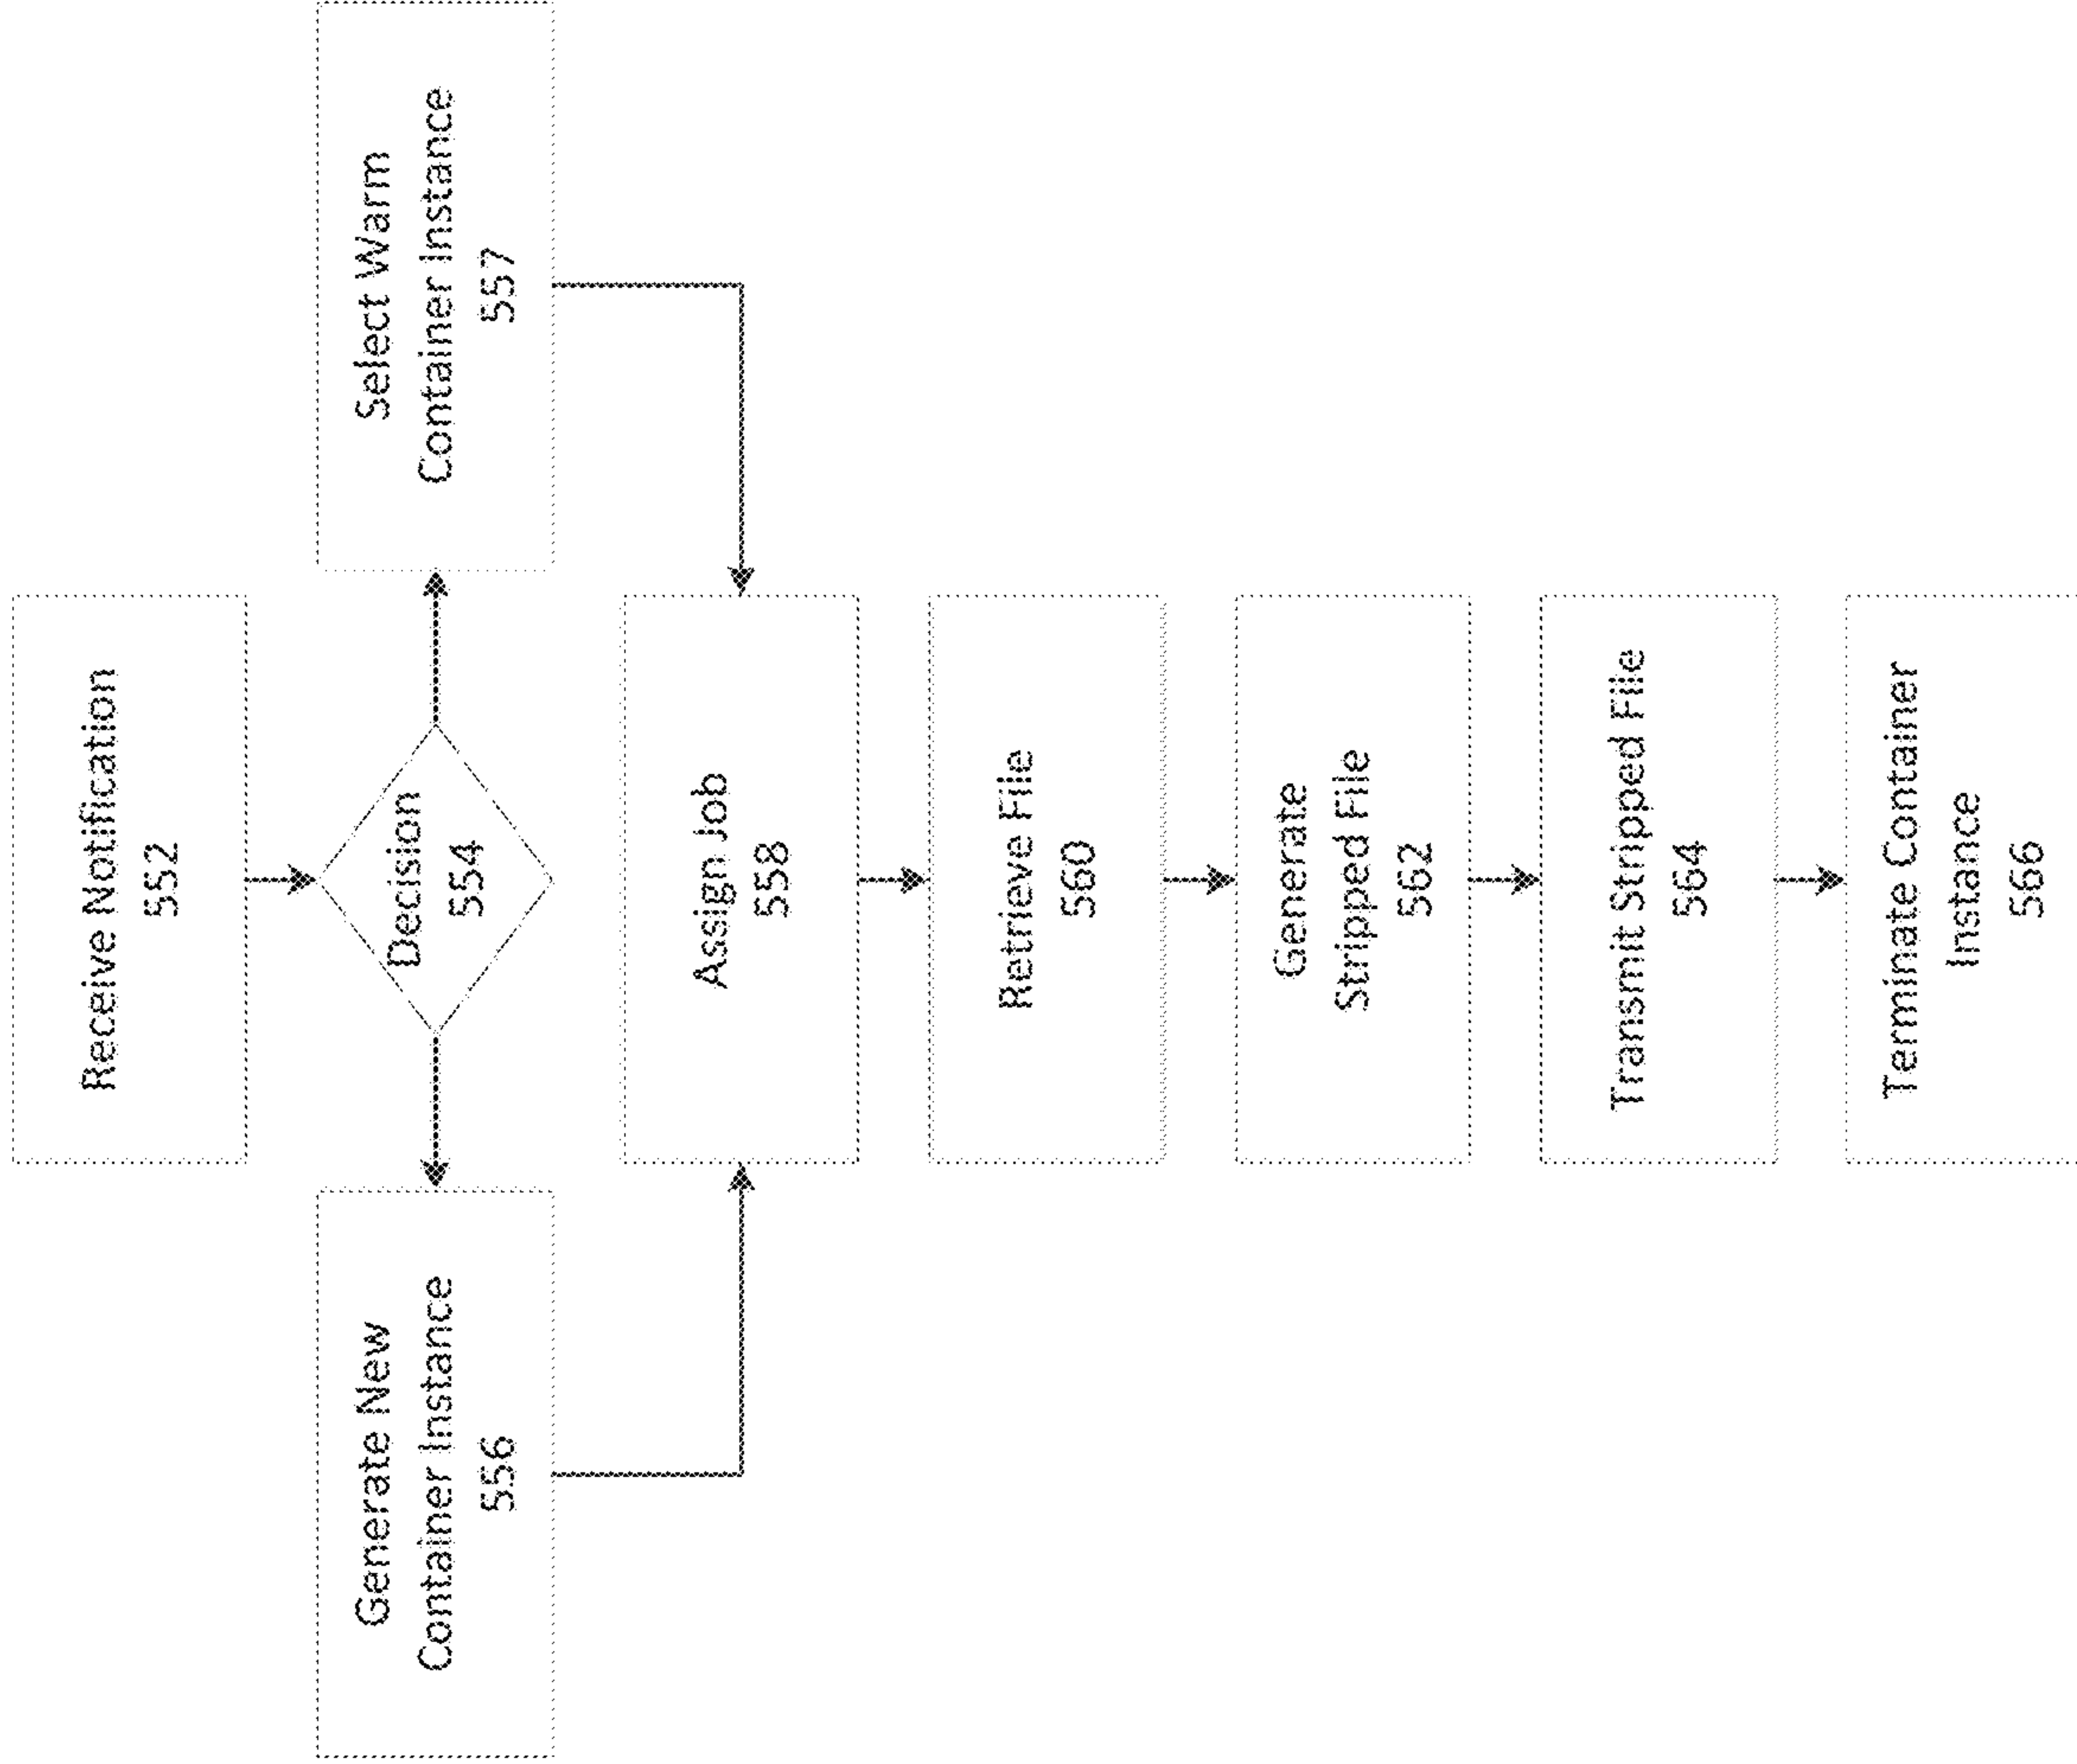 Receive Notification
552
Decision
554
Generate New
Container Instance
556
Select Warm
Container Instance
557
Assign Job
558
Retrieve File
560
Generate
Stripped File
562
Transmit Stripped File
564
Terminate Container
Instance
566